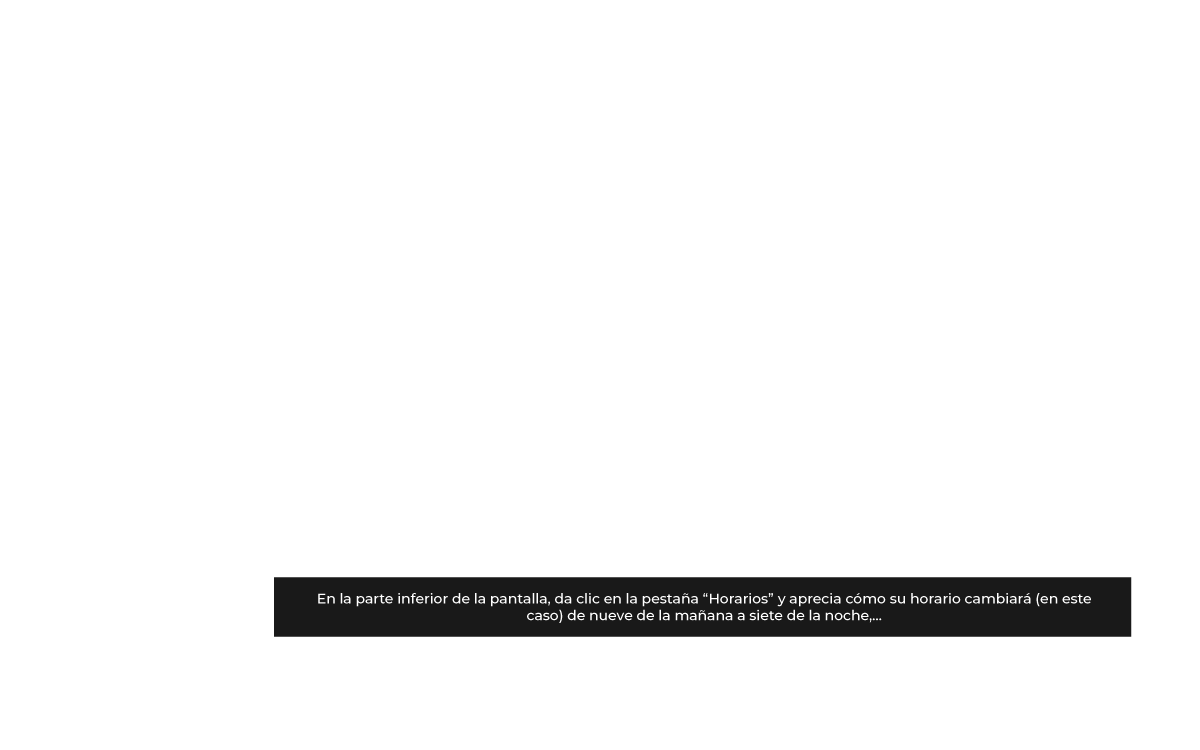 En la parte inferior de la pantalla, da clic en la pestaña “Horarios” y aprecia cómo su horario cambiará (en este
caso) de nueve de la mañana a siete de la noche,...